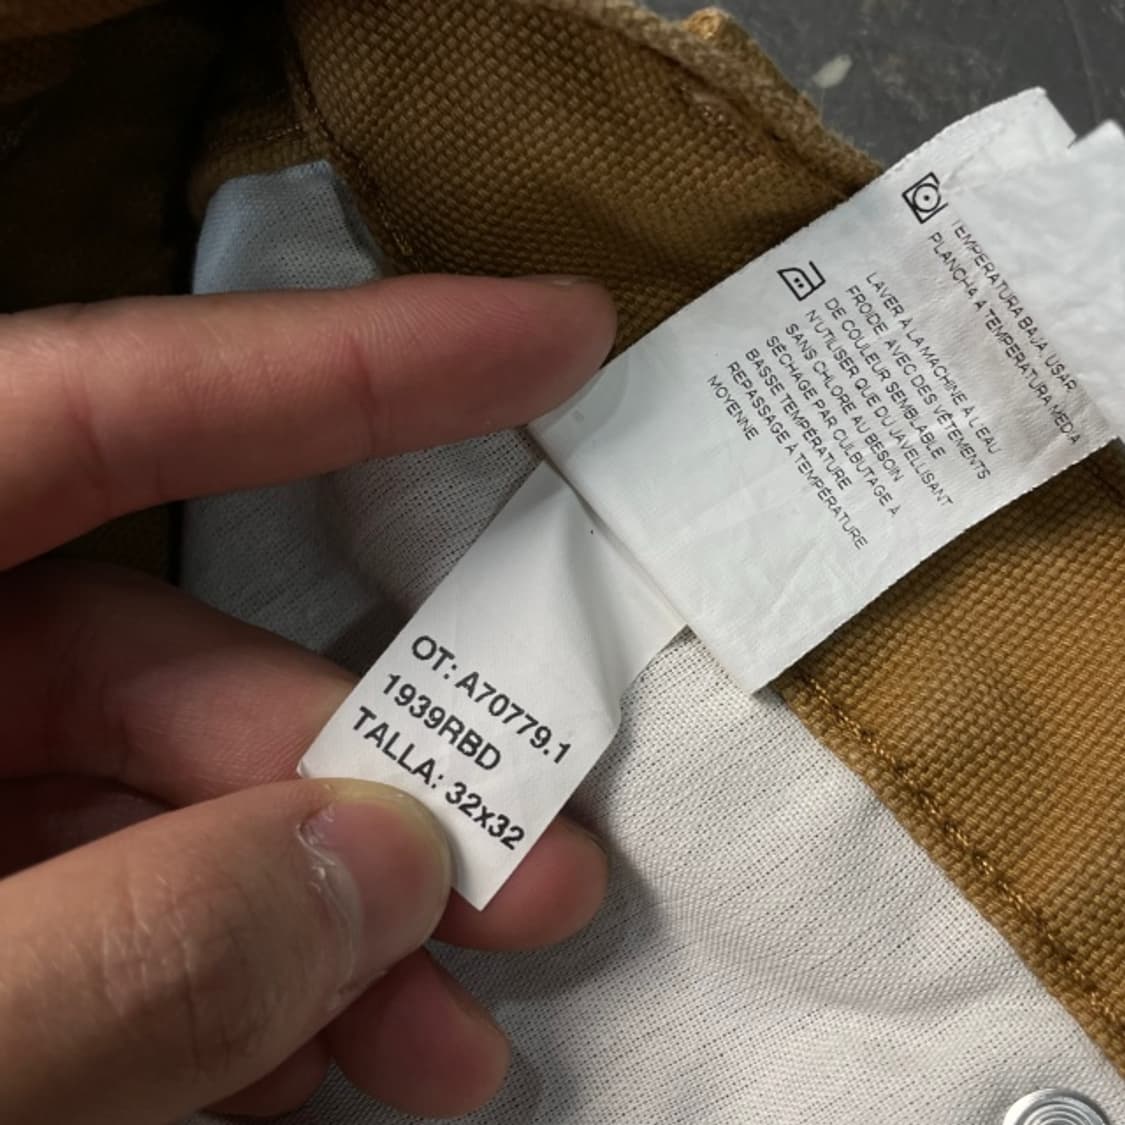 TEMPERATURA BAJA. USAR
PLANCHA A TEMPERATURA MEDA
LAVER À LA MACHINE À L'EAU
FROIDE AVEC DES VÊTEMENTS
DE COULEUR SEMBLABLE
N'UTILISER QUE DU JAVELLISANT
SANS CHLORE AU BESOIN
SÉCHAGE PAR CULBUTAGE À
BASSE TEMPÉRATURE
REPASSAGE À TEMPÉRATURE
MOYENNE
OT: A70779.1
1939RBD
TALLA: 32x32